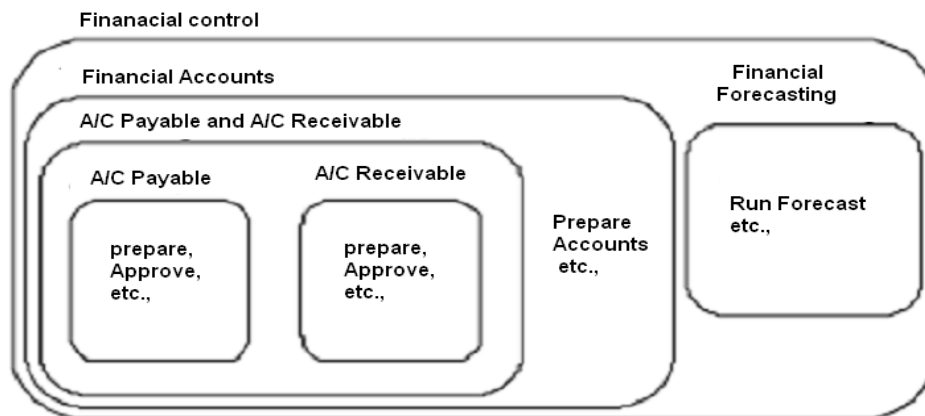 Finanacial control
Financial Accounts
Financial
Forecasting
A/C Payable and A/C Receivable
A/C Payable
A/C Receivable
prepare,
Approve,
etc.,
prepare,
Approve,
etc.,
Prepare
Accounts
etc.,
Run Forecast
etc.,